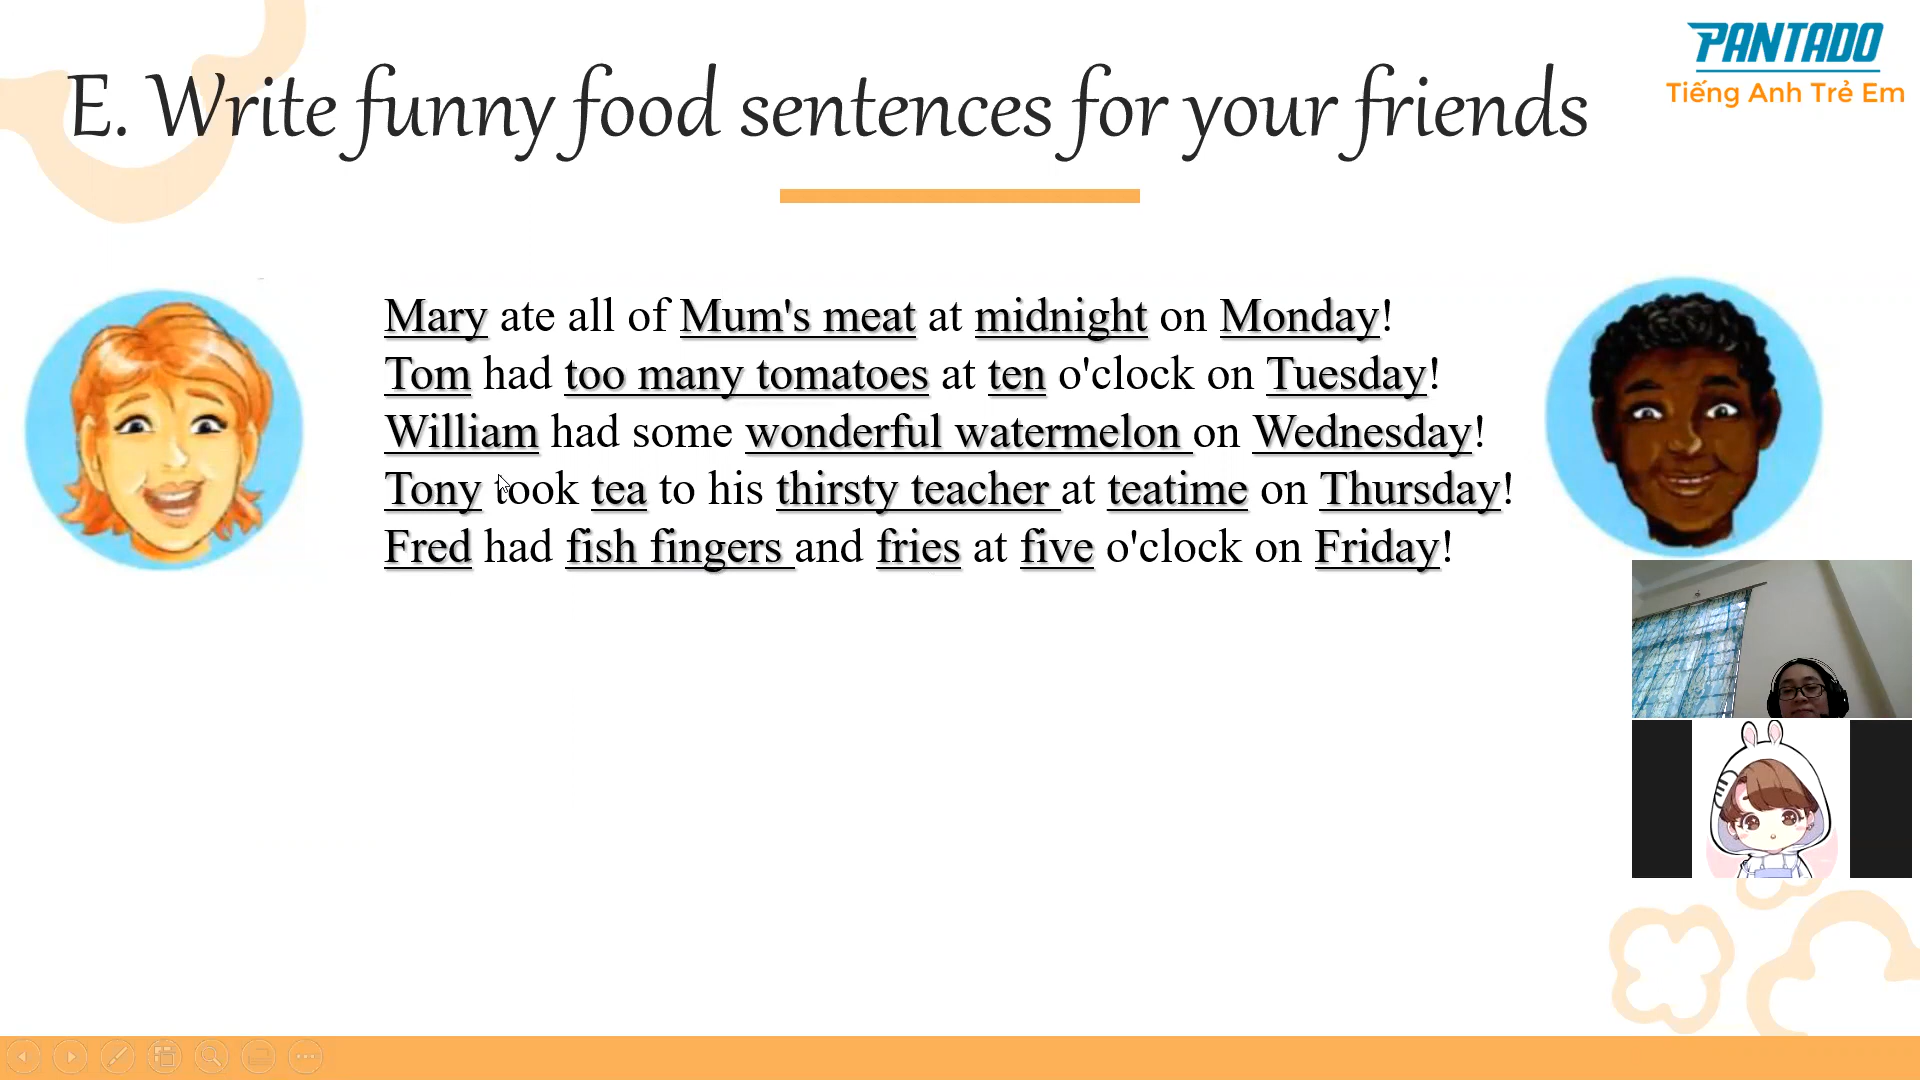 E. Write funny food sentences for your friends
PANTADO
Tiếng Anh Trẻ Em
Mary ate all of Mum's meat at midnight on Monday!
Tom had too many tomatoes at ten o'clock on Tuesday!
William had some wonderful watermelon on Wednesday!
Tony took tea to his thirsty teacher at teatime on Thursday!
Fred had fish fingers and fries at five o'clock on Friday!